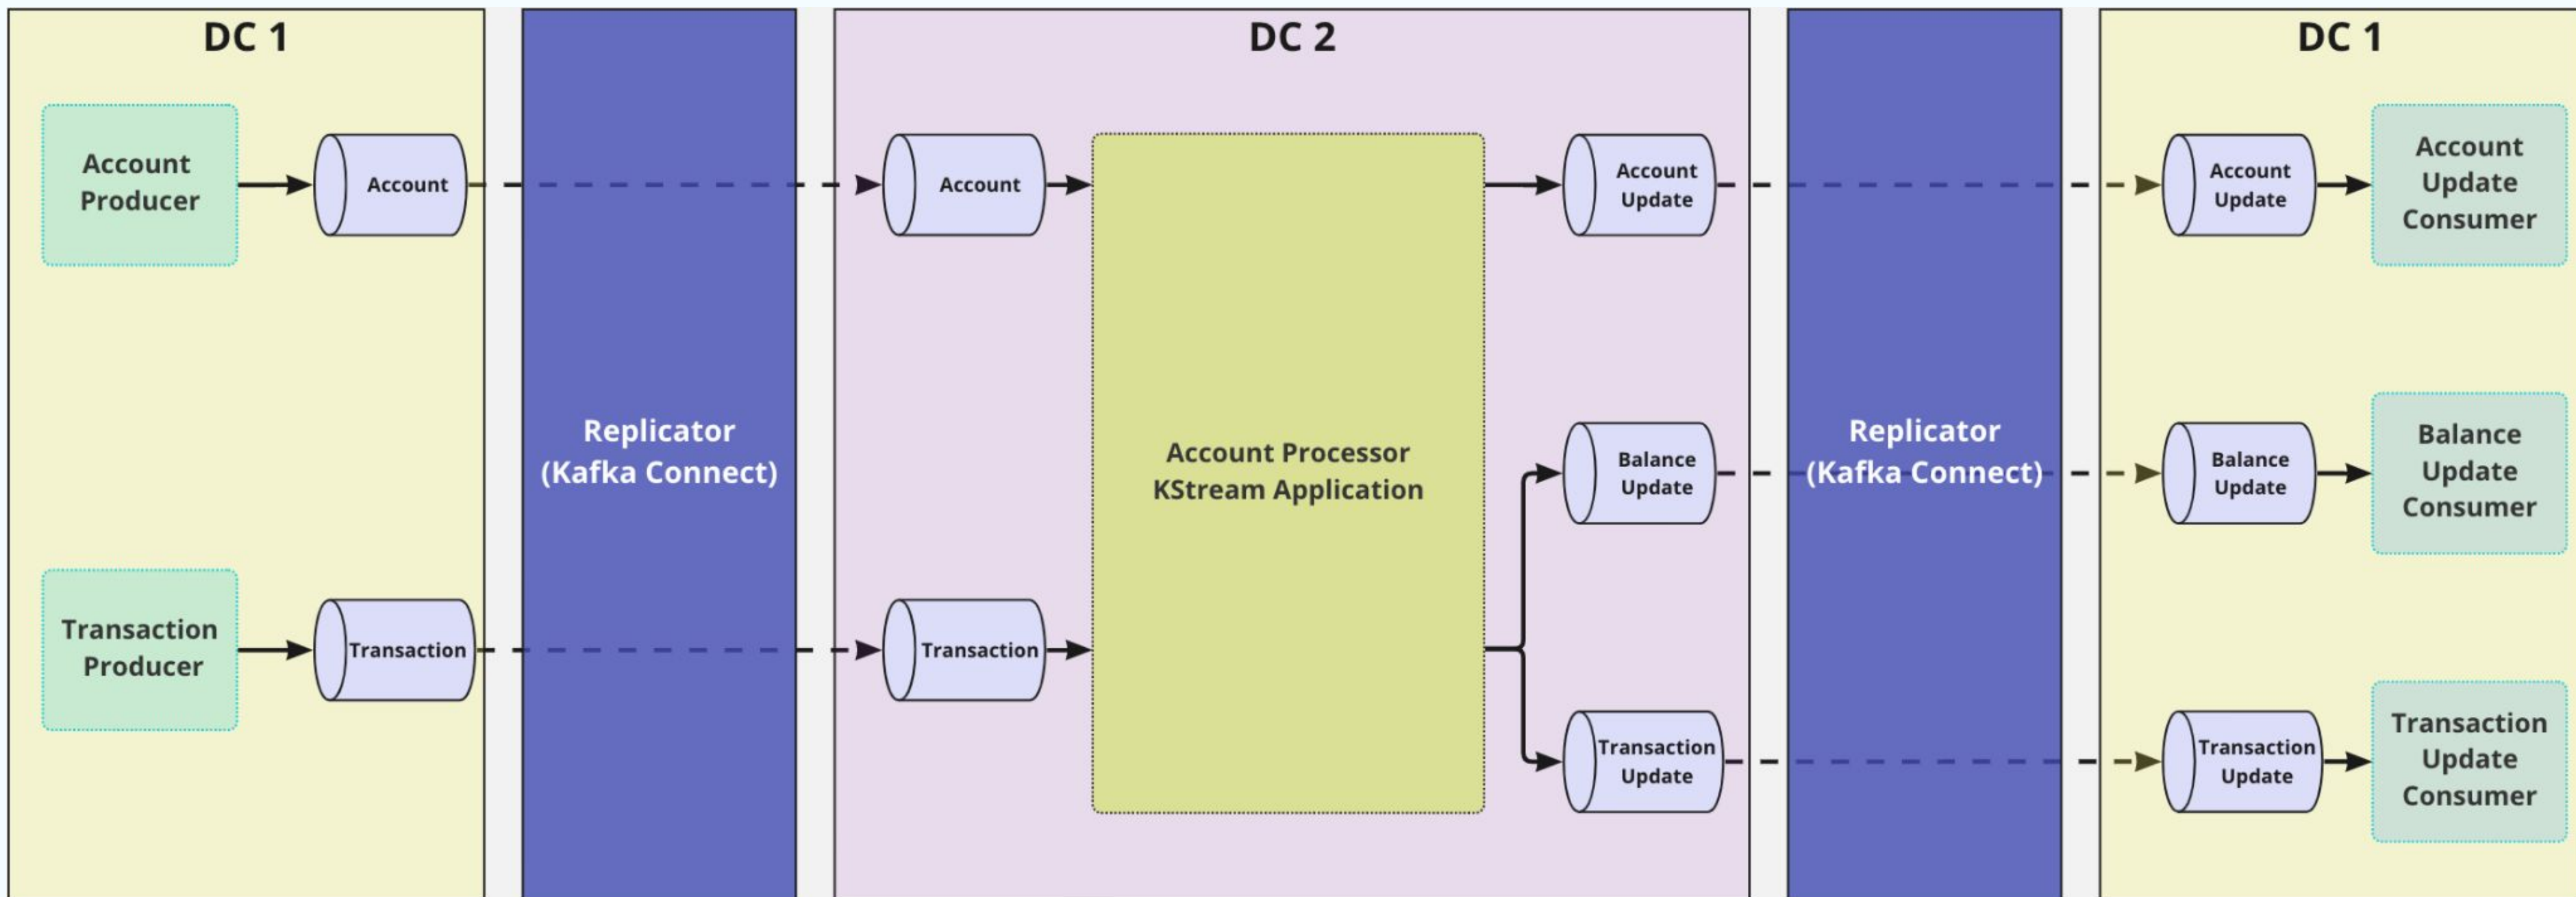 DC 1
Account
Producer
Account
Transaction
Producer
Transaction
Replicator
(Kafka Connect)
DC 2
Account
Transaction
Account Processor
KStream Application
Account
Update
Balance
Update
Transaction
Update
Replicator
(Kafka Connect)
DC 1
Account
Update
Account
Update
Consumer
Balance
Update
Balance
Update
Consumer
Transaction
Update
Transaction
Update
Consumer